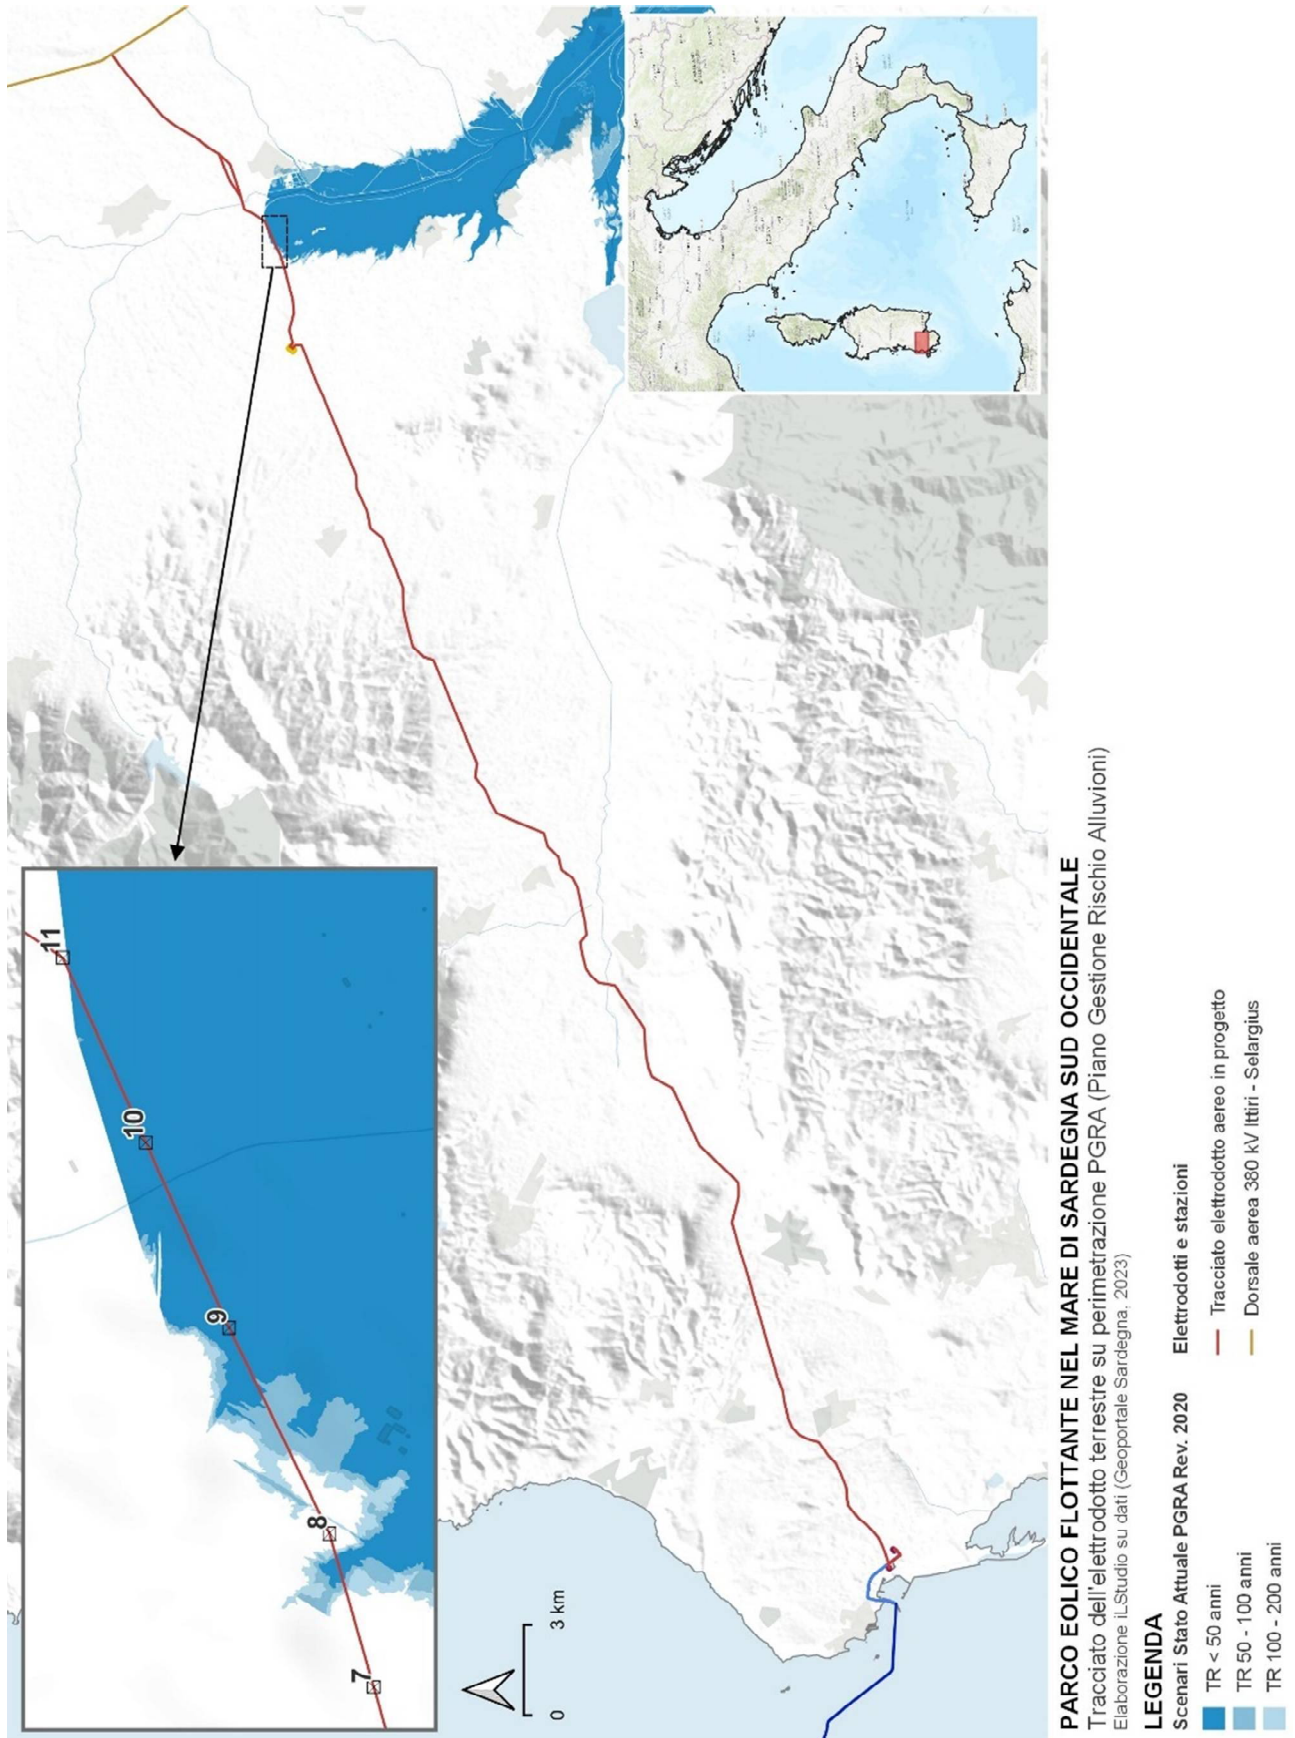 11
10
9
8
7
0 3 km
PARCO EOLICO FLOTTANTE NEL MARE DI SARDEGNA SUD OCCIDENTALE
Tracciato dell'elettrodotto terrestre su perimetrazione PGRA (Piano Gestione Rischio Alluvioni)
Elaborazione iLStudio su dati (Geoportale Sardegna, 2023)
LEGENDA
Scenari Stato Attuale PGRA Rev. 2020
TR < 50 anni
TR 50 - 100 anni
TR 100 - 200 anni
Elettrodotti e stazioni
Tracciato elettrodotto aereo in progetto
Dorsale aerea 380 kV Ittiri - Selargius